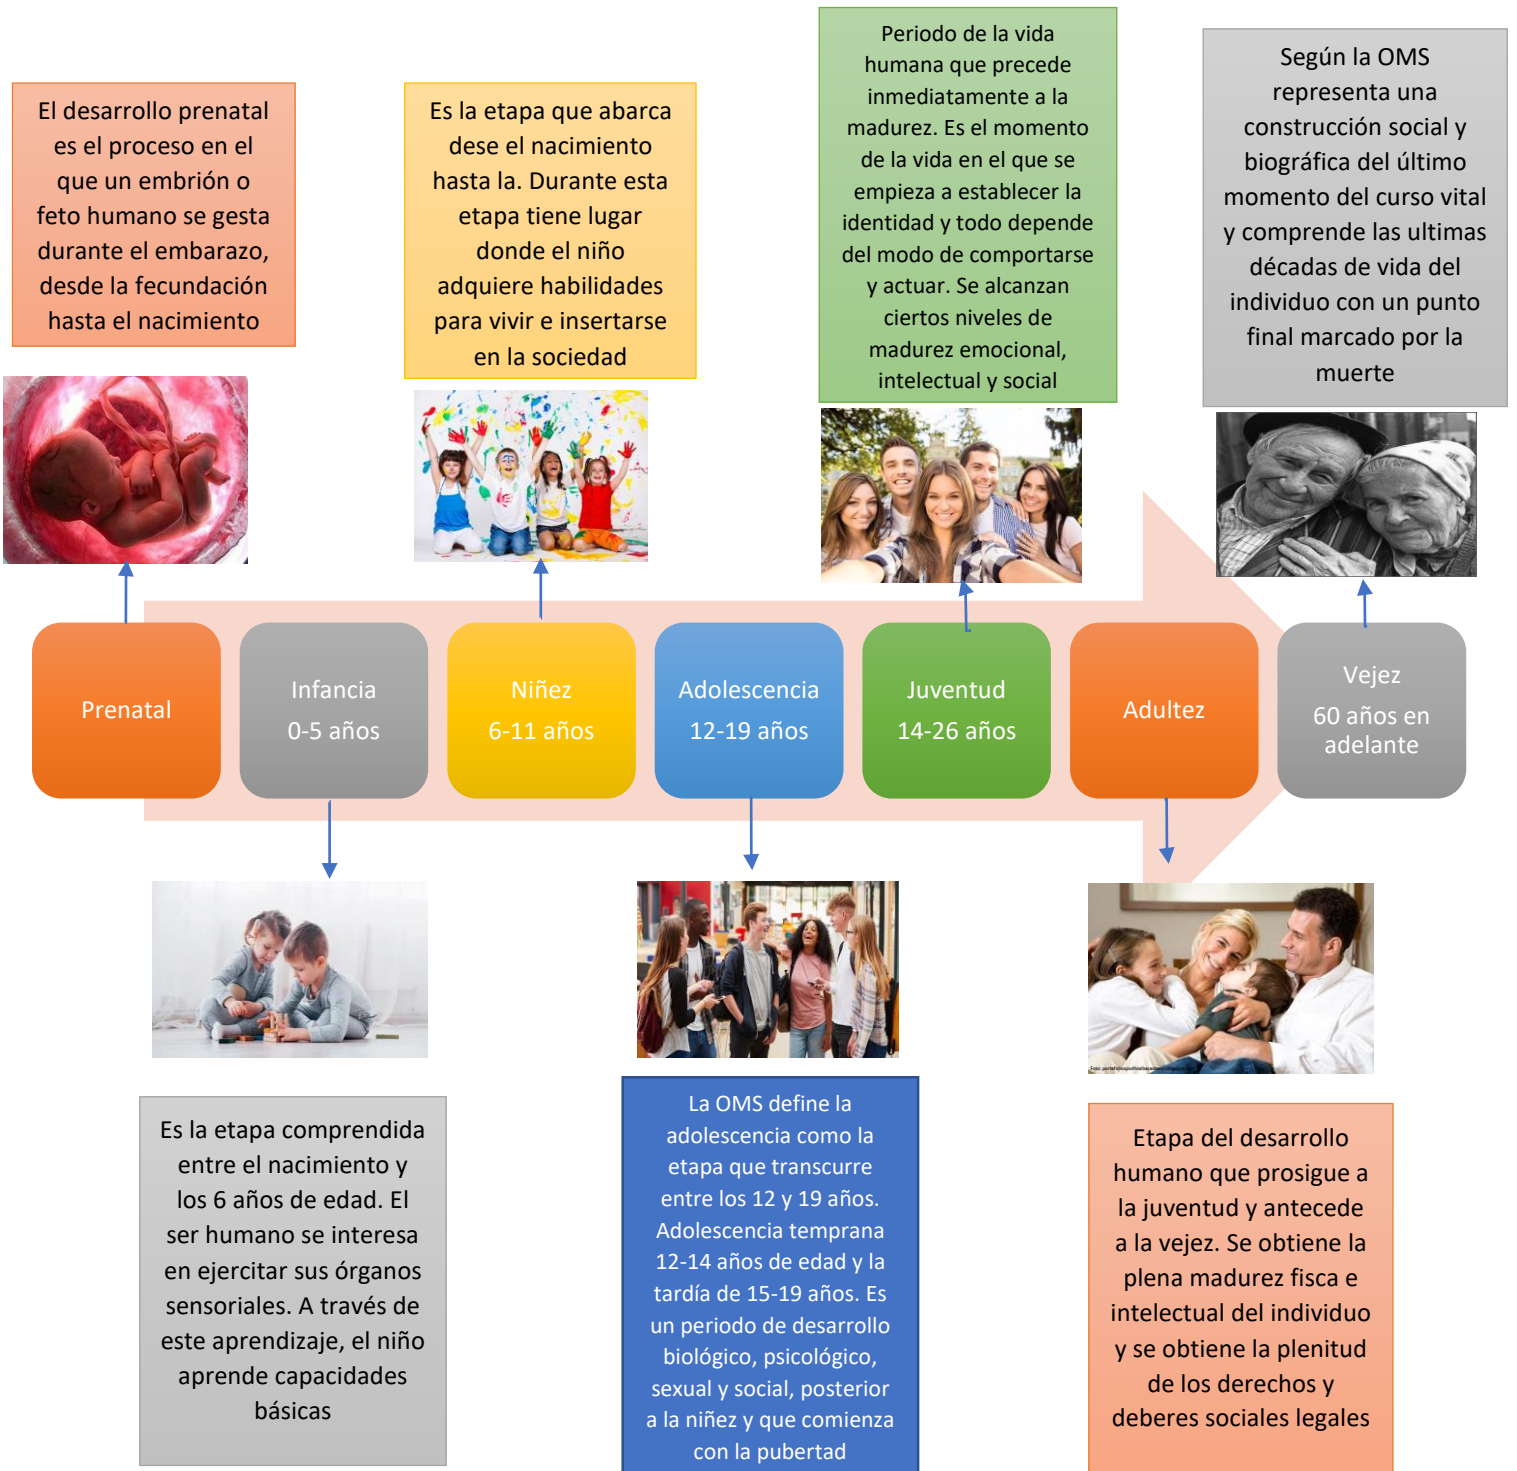 El desarrollo prenatal
es el proceso en el
que un embrión o
feto humano se gesta
durante el embarazo,
desde la fecundación
hasta el nacimiento
Es la etapa que abarca
dese el nacimiento
hasta la. Durante esta
etapa tiene lugar
donde el niño
adquiere habilidades
para vivir e insertarse
en la sociedad
Periodo de la vida
humana que precede
inmediatamente a la
madurez. Es el momento
de la vida en el que se
empieza a establecer la
identidad y todo depende
del modo de comportarse
y actuar. Se alcanzan
ciertos niveles de
madurez emocional,
intelectual y social
Según la OMS
representa una
construcción social y
biográfica del último
momento del curso vital
y comprende las ultimas
décadas de vida del
individuo con un punto
final marcado por la
muerte
Prenatal
Infancia
0-5 años
Niñez
6-11 años
Adolescencia
12-19 años
Juventud
14-26 años
Adultez
Vejez
60 años en
adelante
Es la etapa comprendida
entre el nacimiento y
los 6 años de edad. El
ser humano se interesa
en ejercitar sus órganos
sensoriales. A través de
este aprendizaje, el niño
aprende capacidades
básicas
La OMS define la
adolescencia como la
etapa que transcurre
entre los 12 y 19 años.
Adolescencia temprana
12-14 años de edad y la
tardía de 15-19 años. Es
un periodo de desarrollo
biológico, psicológico,
sexual y social, posterior
a la niñez y que comienza
con la pubertad
Etapa del desarrollo
humano que prosigue a
la juventud y antecede
a la vejez. Se obtiene la
plena madurez fisca e
intelectual del individuo
y se obtiene la plenitud
de los derechos y
deberes sociales legales